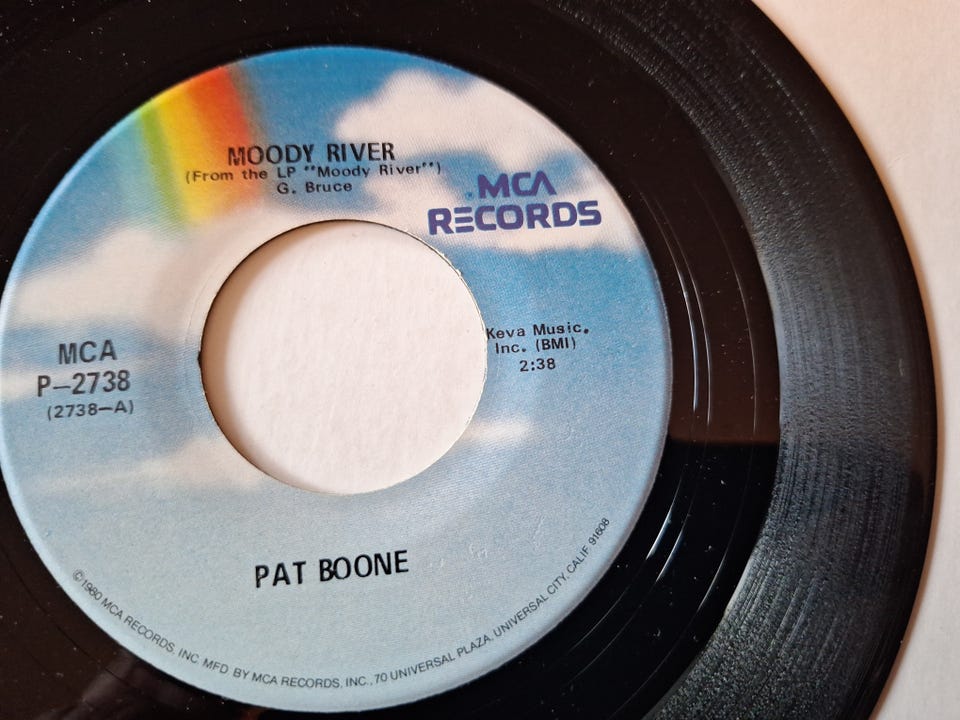 MOODY RIVER
(From the LP "Moody River")
G. Bruce
MCA
RECORDS
MCA
P-2738
(2738-A)
Keva Music.
Inc. (BMI)
2:38
PAT BOONE
©1980 MCA RECORDS, INC. MFD BY MCA RECORDS, INC., 70 UNIVERSAL PLAZA, UNIVERSAL CITY, CALIF. 91608